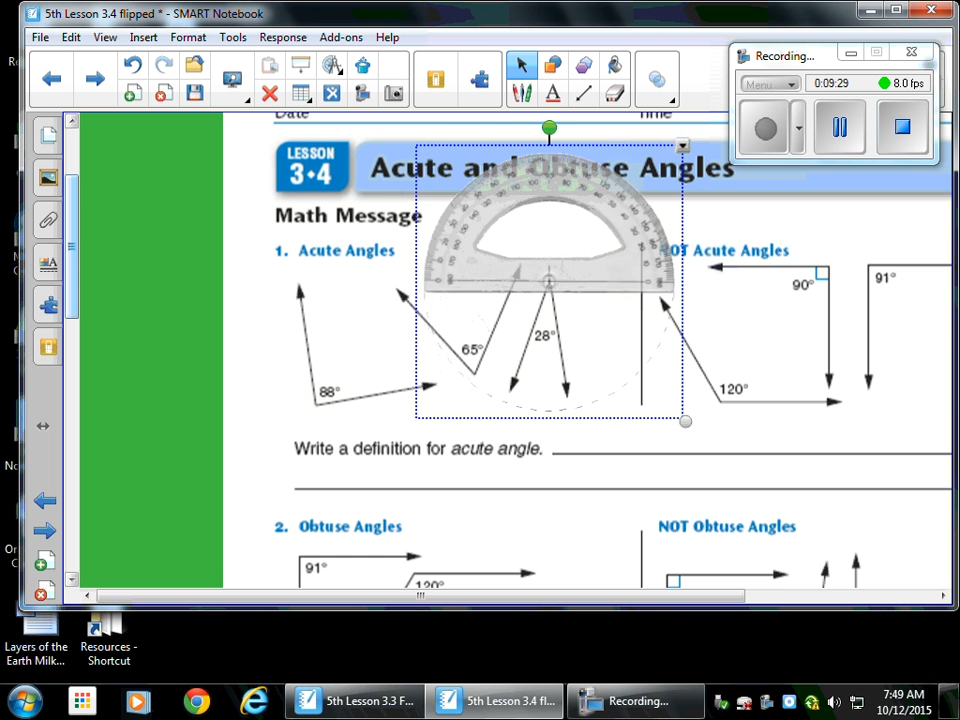 5th Lesson 3.4 flipped * - SMART Notebook
File Edit View Insert Format Tools Response Add-ons Help
Recording...
Menu 0:09:29 8.0 fps
Date Time
LESSON
3•4
Acute and Obtuse Angles
Math Message
1. Acute Angles
NOT Acute Angles
90° 91°
28°
65°
88° 120°
Write a definition for acute angle.
2. Obtuse Angles
NOT Obtuse Angles
91°
120°
Layers of the
Earth Milk...
Resources -
Shortcut
5th Lesson 3.3 F...
5th Lesson 3.4 fl...
Recording...
7:49 AM
10/12/2015